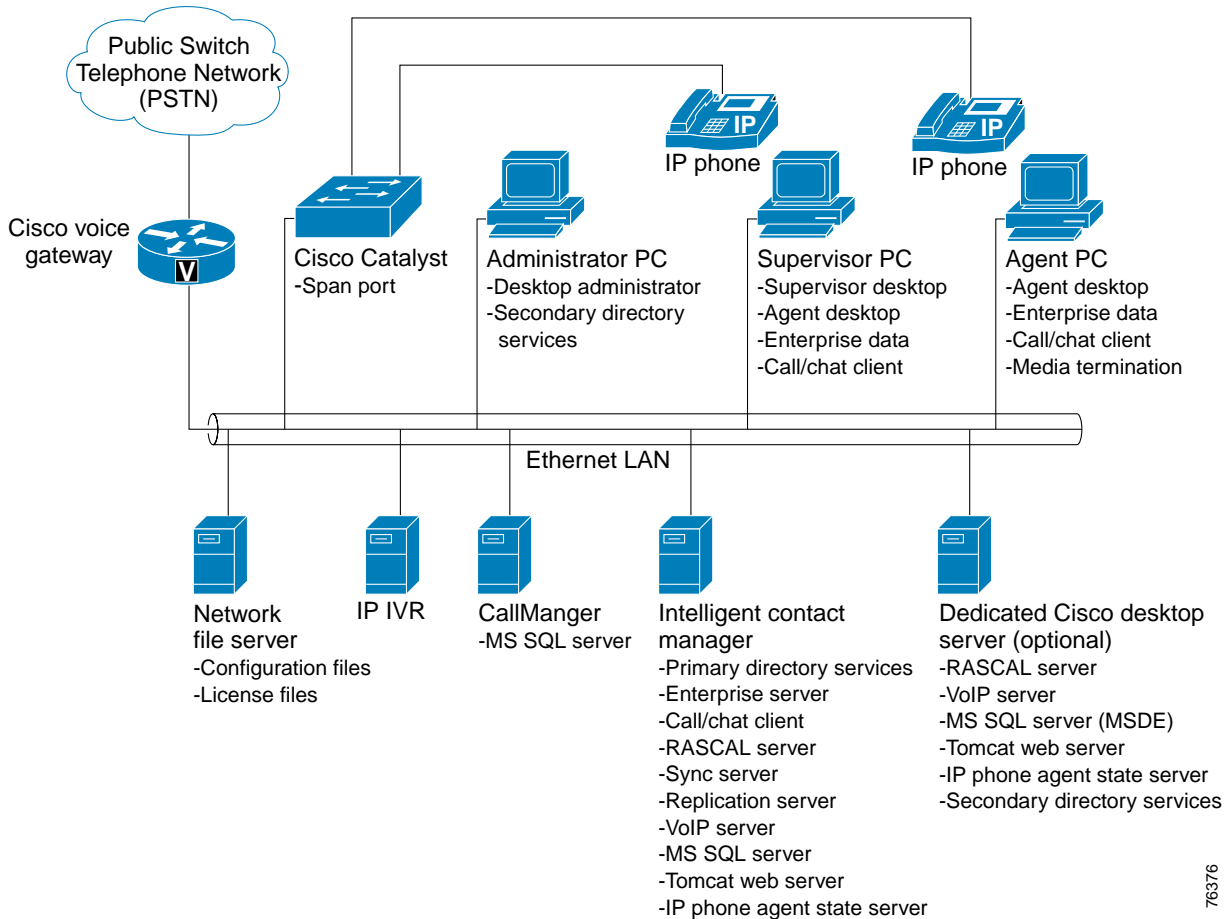 Public Switch
Telephone Network
(PSTN)
IP
IP phone
IP
IP phone
Cisco voice
gateway
V
Cisco Catalyst
-Span port
Administrator PC
-Desktop administrator
-Secondary directory
services
Supervisor PC
-Supervisor desktop
-Agent desktop
-Enterprise data
-Call/chat client
Agent PC
-Agent desktop
-Enterprise data
-Call/chat client
-Media termination
Ethernet LAN
Network
file server
-Configuration files
-License files
IP IVR
CallManger
-MS SQL server
Intelligent contact
manager
-Primary directory services
-Enterprise server
-Call/chat client
-RASCAL server
-Sync server
-Replication server
-VoIP server
-MS SQL server
-Tomcat web server
-IP phone agent state server
Dedicated Cisco desktop
server (optional)
-RASCAL server
-VoIP server
-MS SQL server (MSDE)
-Tomcat web server
-IP phone agent state server
-Secondary directory services
76376